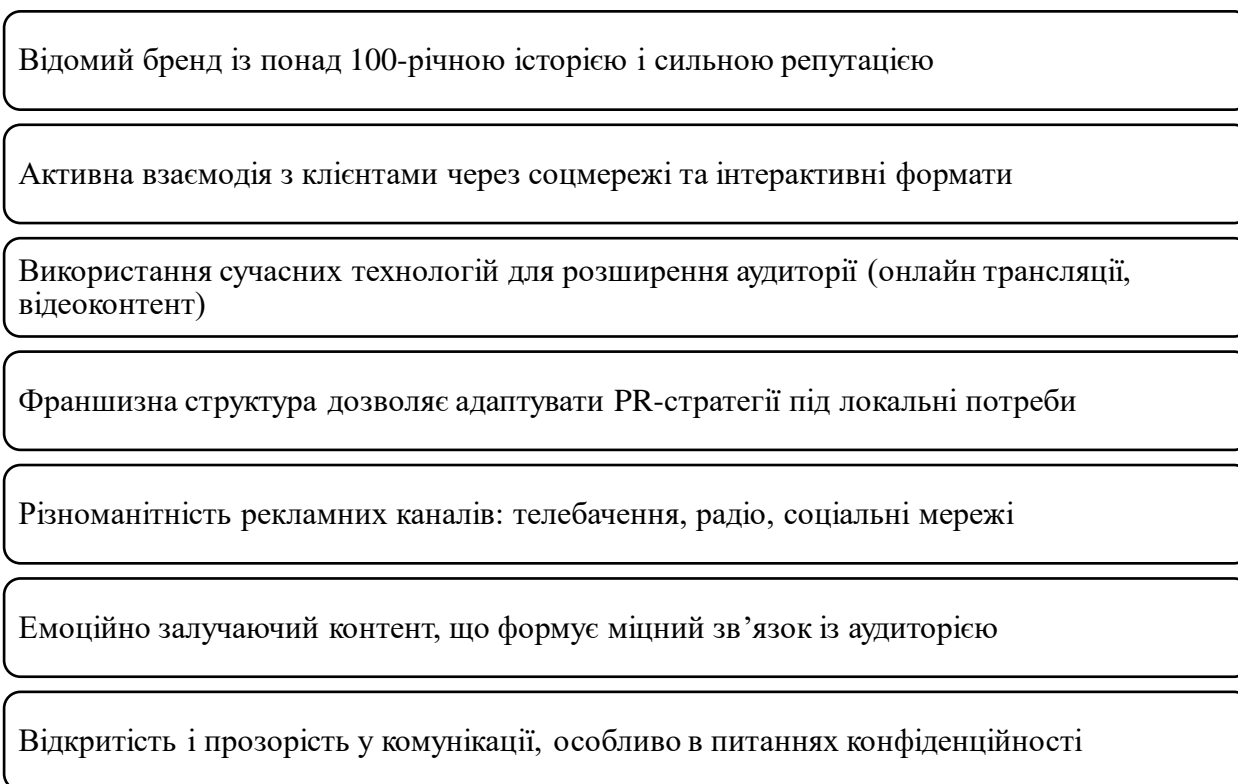 Відомий бренд із понад 100-річною історією і сильною репутацією
Активна взаємодія з клієнтами через соцмережі та інтерактивні формати
Використання сучасних технологій для розширення аудиторії (онлайн трансляції,
відеоконтент)
Франшизна структура дозволяє адаптувати PR-стратегії під локальні потреби
Різноманітність рекламних каналів: телебачення, радіо, соціальні мережі
Емоційно залучаючий контент, що формує міцний зв’язок із аудиторією
Відкритість і прозорість у комунікації, особливо в питаннях конфіденційності